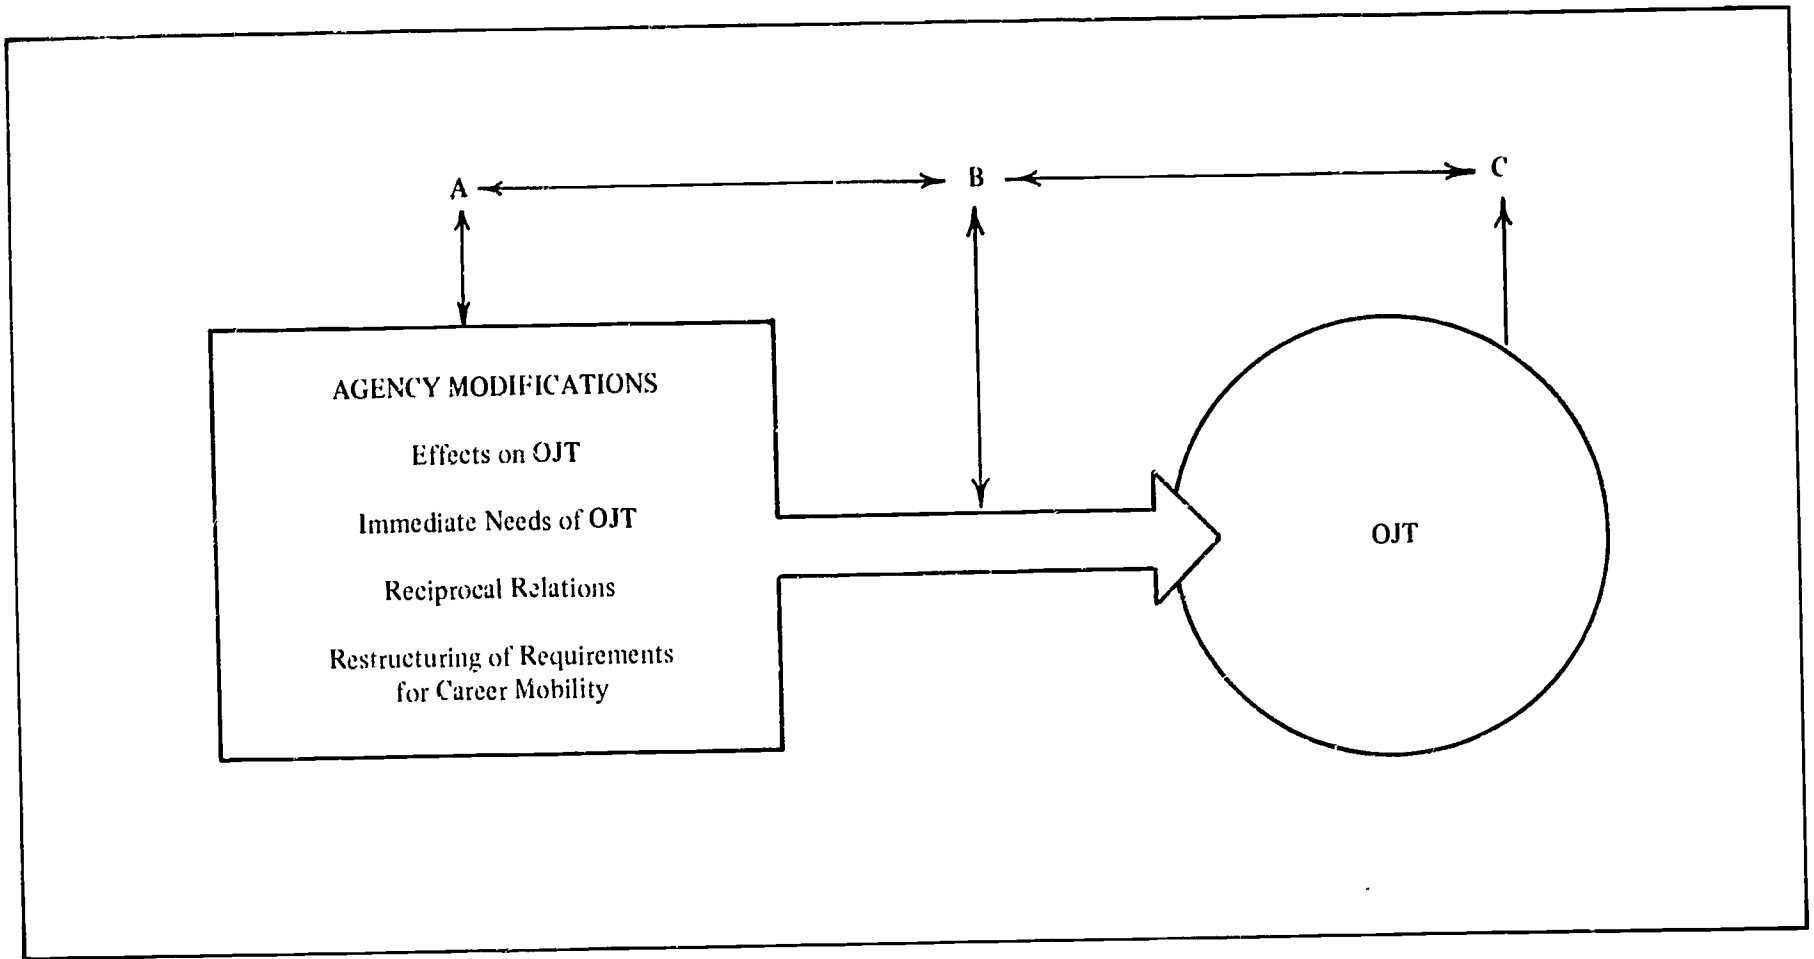 A
B
C
AGENCY MODIFICATIONS
Effects on OJT
Immediate Needs of OJT
Reciprocal Relations
Restructuring of Requirements
for Career Mobility
OJT